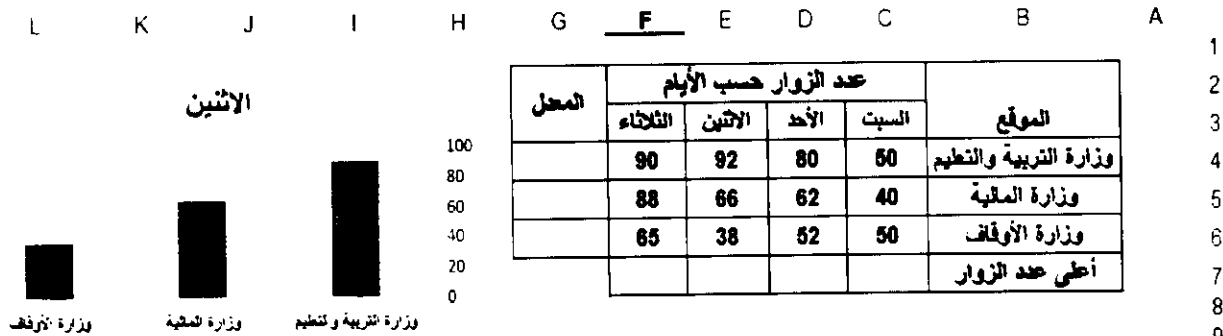 A B C D E F G H I J K L
1
2 عدد الزوار حسب الأيام المعدل
3 الموقع السبت الأحد الاثنين الثلاثاء
4 وزارة التربية والتعليم 50 80 92 90
5 وزارة المالية 40 62 66 88
6 وزارة الأوقاف 50 52 38 65
7 أعلى عدد الزوار
8
الاثنين
100
80
60
40
20
0
وزارة التربية والتعليم وزارة المالية وزارة الأوقاف